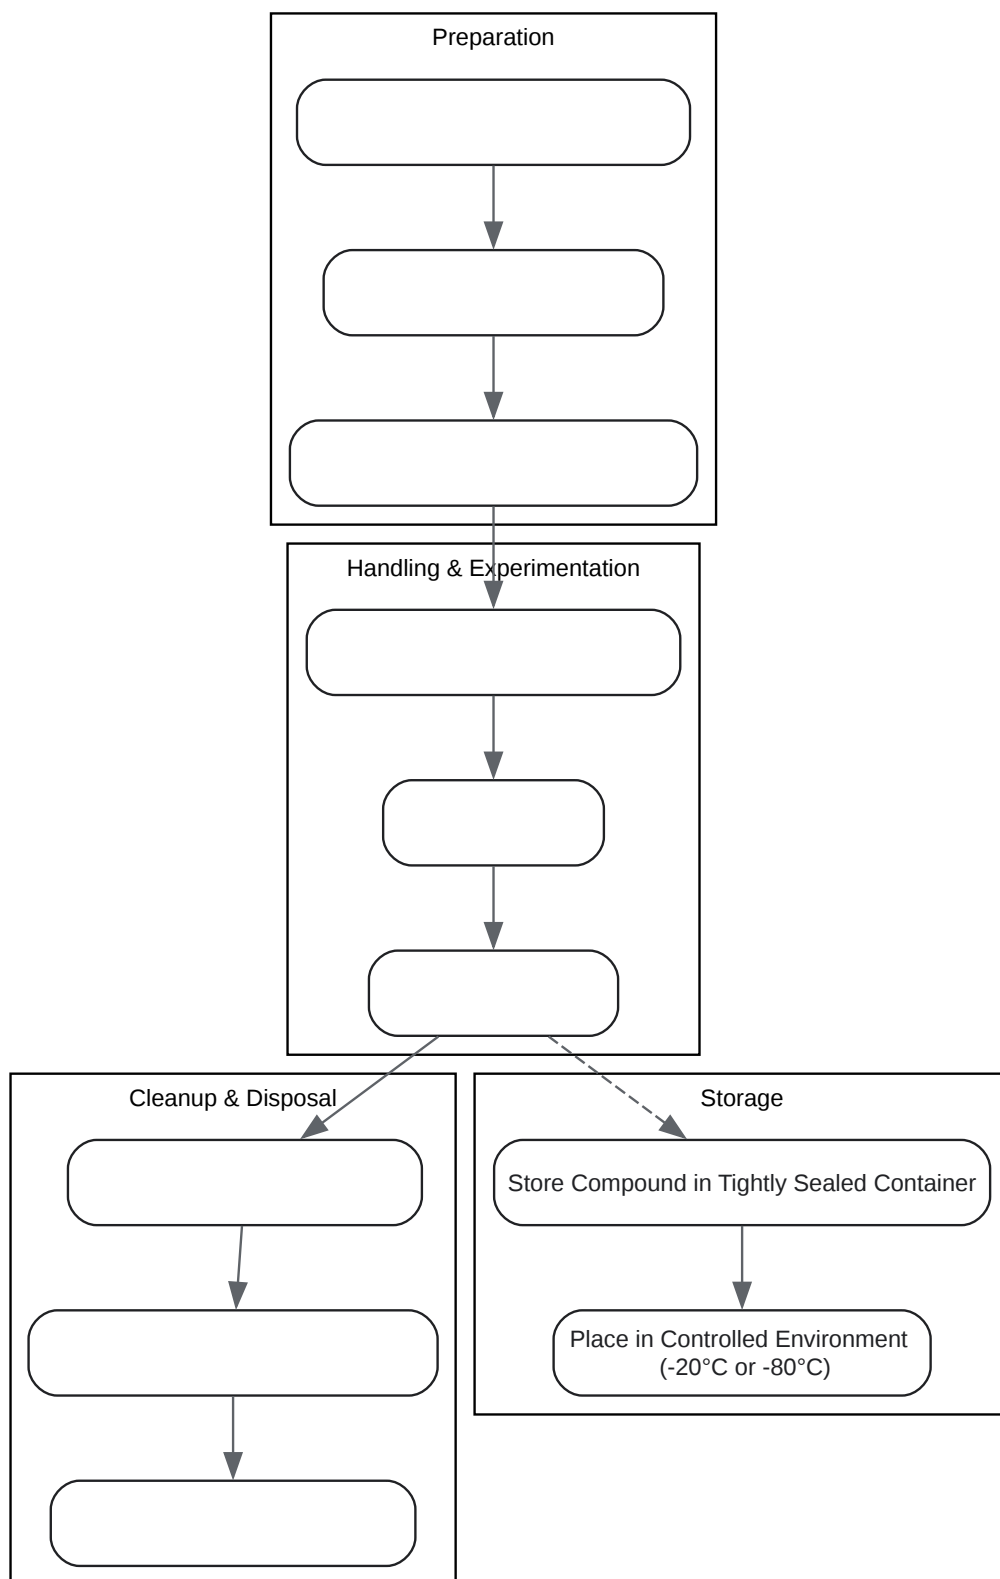 Preparation
Handling & Experimentation
Cleanup & Disposal
Storage
Store Compound in Tightly Sealed Container
Place in Controlled Environment
(-20°C or -80°C)